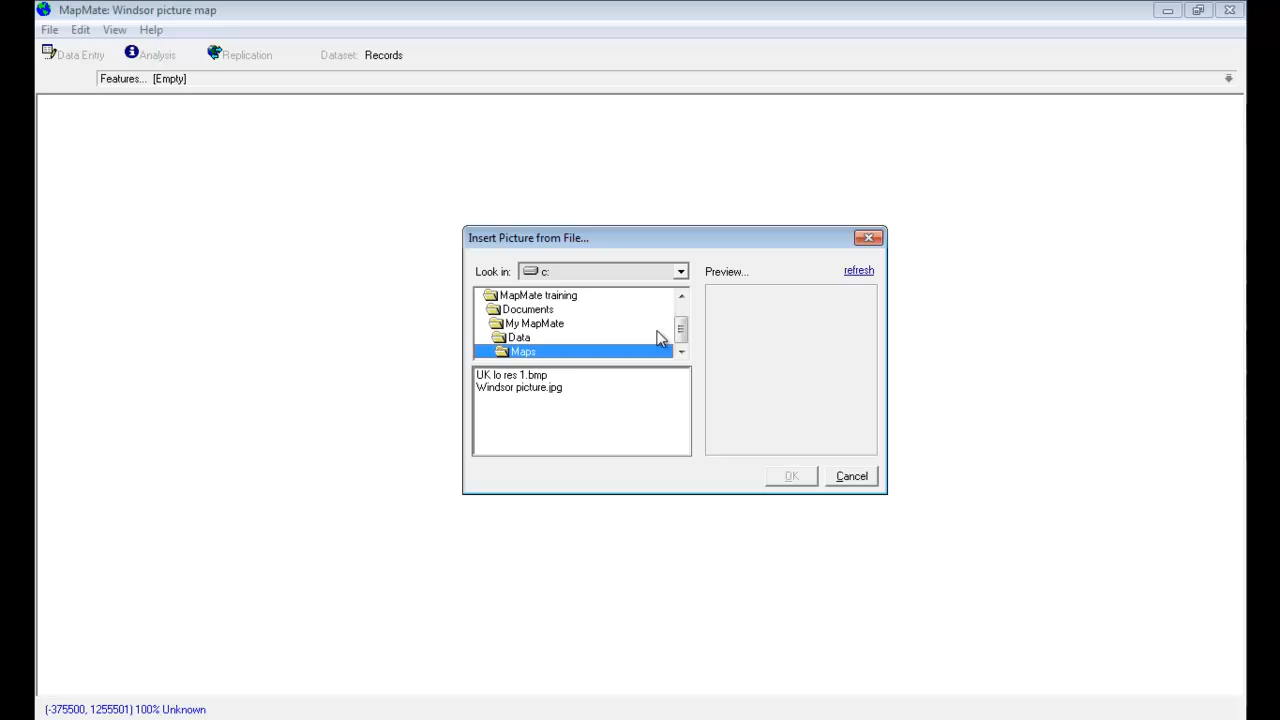 MapMate: Windsor picture map
File Edit View Help
Data Entry Analysis Replication Dataset: Records
Features... [Empty]
Insert Picture from File...
Look in: c: Preview... refresh
MapMate training
Documents
My MapMate
Data
Maps
UK lo res 1.bmp
Windsor picture.jpg
OK Cancel
(-375500, 1255501) 100% Unknown